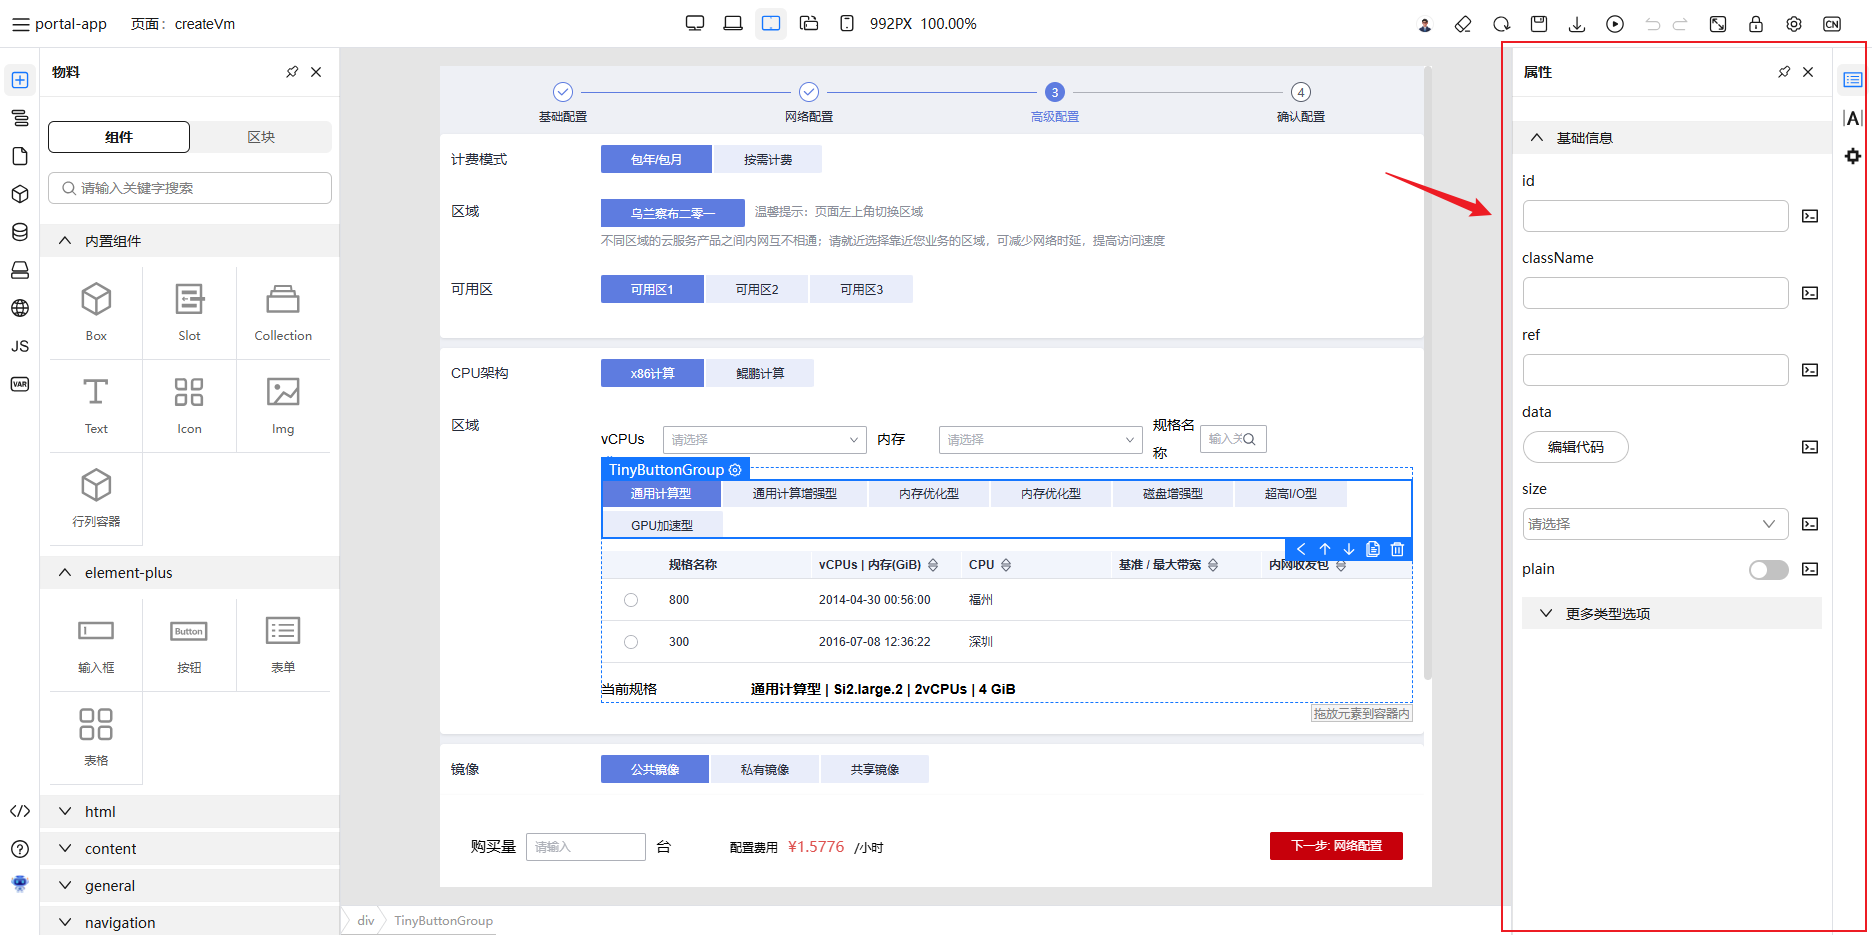 portal-app 页面：createVm 992PX 100.00% CN
物料
组件 区块
请输入关键字搜索
内置组件
Box Slot Collection
Text Icon Img
行列容器
element-plus
Button
输入框 按钮 表单
表格
html
content
general
navigation
JS
VAR
3 4
基础配置 网络配置 高级配置 确认配置
计费模式 包年/包月 按需计费
区域 乌兰察布二零一 温馨提示：页面左上角切换区域
不同区域的云服务产品之间内网互不相通；请就近选择靠近您业务的区域，可减少网络时延，提高访问速度
可用区 可用区1 可用区2 可用区3
CPU架构 x86计算 鲲鹏计算
区域
vCPUs 请选择 内存 请选择 规格名称 输入关
TinyButtonGroup
通用计算型 通用计算增强型 内存优化型 内存优化型 磁盘增强型 超高I/O型
GPU加速型
规格名称 vCPUs | 内存(GiB) CPU 基准 / 最大带宽 内网收发包
800 2014-04-30 00:56:00 福州
300 2016-07-08 12:36:22 深圳
当前规格 通用计算型 | Si2.large.2 | 2vCPUs | 4 GiB
拖放元素到容器内
镜像 公共镜像 私有镜像 共享镜像
购买量 请输入 台 配置费用 ¥1.5776 /小时 下一步: 网络配置
div TinyButtonGroup
属性
A
基础信息
id
className
ref
data
编辑代码
size
请选择
plain
更多类型选项